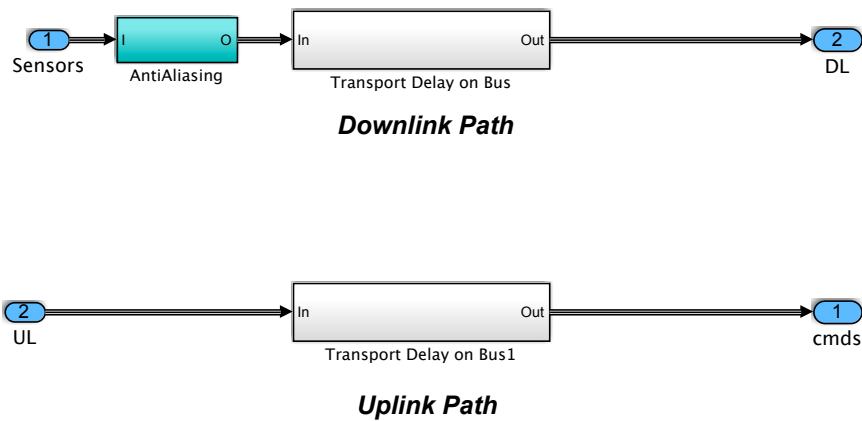 1
I
O
In
Out
2
Sensors
AntiAliasing
Transport Delay on Bus
DL
Downlink Path
2
In
Out
1
UL
Transport Delay on Bus1
cmds
Uplink Path